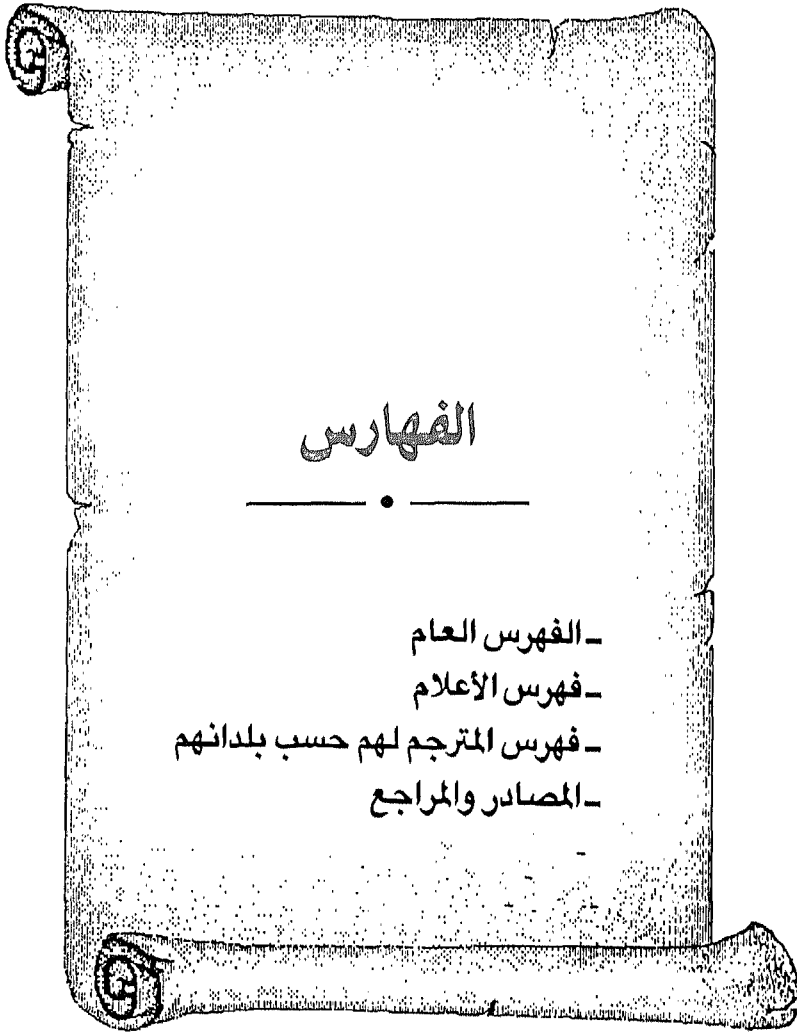 الفهارس
ـ الفهرس العام
ـ فهرس الأعلام
ـ فهرس المترجم لهم حسب بلدانهم
ـ المصادر والمراجع